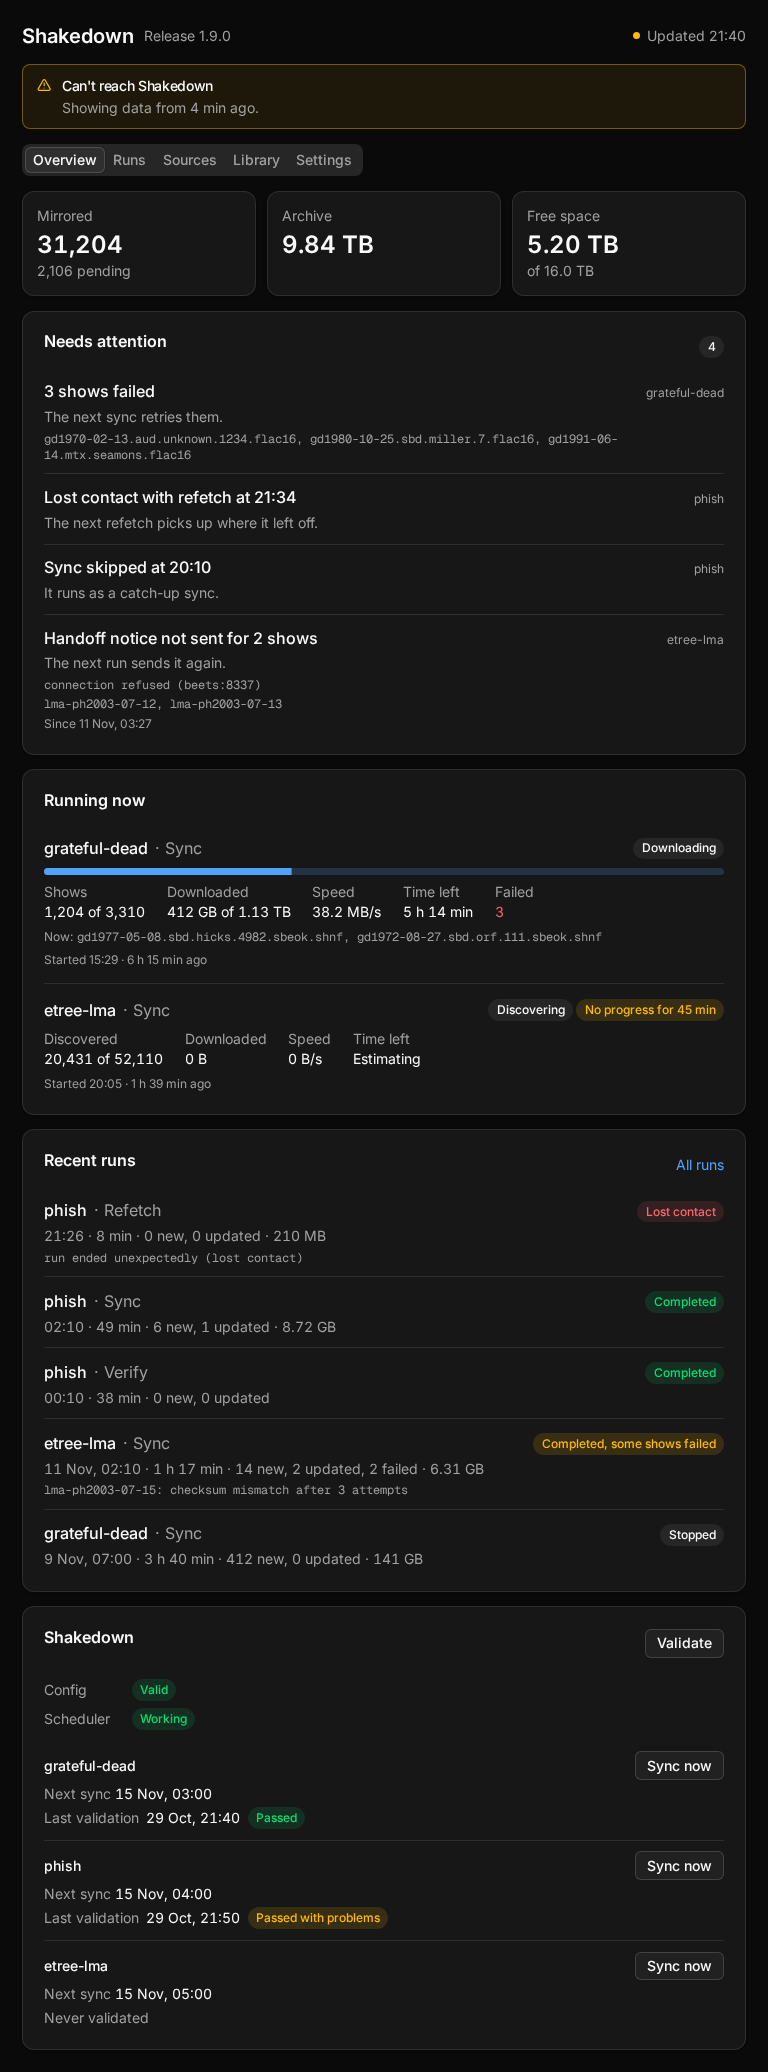 Shakedown Release 1.9.0 Updated 21:40
Can't reach Shakedown
Showing data from 4 min ago.
Overview Runs Sources Library Settings
Mirrored
31,204
2,106 pending
Archive
9.84 TB
Free space
5.20 TB
of 16.0 TB
Needs attention 4
3 shows failed grateful-dead
The next sync retries them.
gd1970-02-13.aud.unknown.1234.flac16, gd1980-10-25.sbd.miller.7.flac16, gd1991-06-
14.mtx.seamons.flac16
Lost contact with refetch at 21:34 phish
The next refetch picks up where it left off.
Sync skipped at 20:10 phish
It runs as a catch-up sync.
Handoff notice not sent for 2 shows etree-lma
The next run sends it again.
connection refused (beets:8337)
lma-ph2003-07-12, lma-ph2003-07-13
Since 11 Nov, 03:27
Running now
grateful-dead · Sync Downloading
Shows Downloaded Speed Time left Failed
1,204 of 3,310 412 GB of 1.13 TB 38.2 MB/s 5 h 14 min 3
Now: gd1977-05-08.sbd.hicks.4982.sbeok.shnf, gd1972-08-27.sbd.orf.111.sbeok.shnf
Started 15:29 · 6 h 15 min ago
etree-lma · Sync Discovering No progress for 45 min
Discovered Downloaded Speed Time left
20,431 of 52,110 0 B 0 B/s Estimating
Started 20:05 · 1 h 39 min ago
Recent runs All runs
phish · Refetch Lost contact
21:26 · 8 min · 0 new, 0 updated · 210 MB
run ended unexpectedly (lost contact)
phish · Sync Completed
02:10 · 49 min · 6 new, 1 updated · 8.72 GB
phish · Verify Completed
00:10 · 38 min · 0 new, 0 updated
etree-lma · Sync Completed, some shows failed
11 Nov, 02:10 · 1 h 17 min · 14 new, 2 updated, 2 failed · 6.31 GB
lma-ph2003-07-15: checksum mismatch after 3 attempts
grateful-dead · Sync Stopped
9 Nov, 07:00 · 3 h 40 min · 412 new, 0 updated · 141 GB
Shakedown Validate
Config Valid
Scheduler Working
grateful-dead Sync now
Next sync 15 Nov, 03:00
Last validation 29 Oct, 21:40 Passed
phish Sync now
Next sync 15 Nov, 04:00
Last validation 29 Oct, 21:50 Passed with problems
etree-lma Sync now
Next sync 15 Nov, 05:00
Never validated